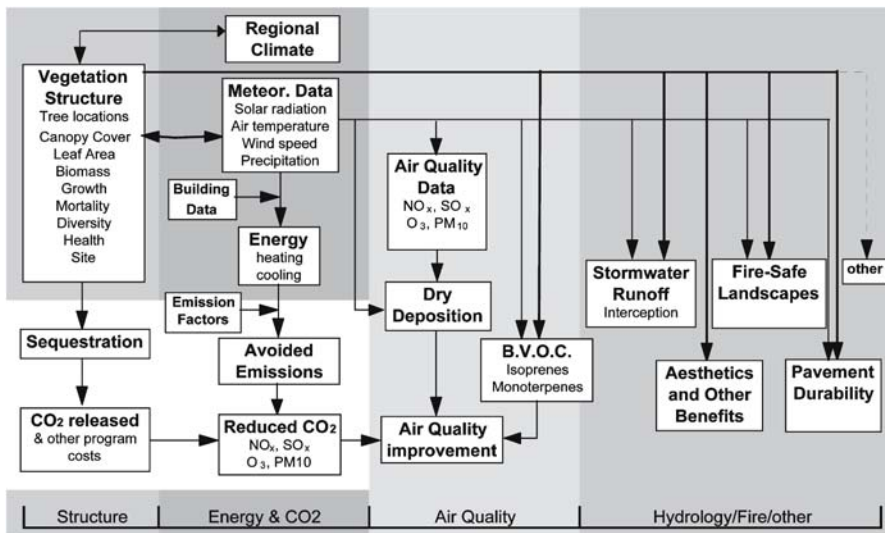 Regional
Climate
Vegetation
Structure
Tree locations
Canopy Cover
Leaf Area
Biomass
Growth
Mortality
Diversity
Health
Site
Meteor. Data
Solar radiation
Air temperature
Wind speed
Precipitation
Building
Data
Energy
heating
cooling
Emission
Factors
Avoided
Emissions
Sequestration
CO₂ released
& other program
costs
Reduced CO₂
NOₓ, SOₓ
O₃, PM10
Air Quality
Data
NOₓ, SOₓ
O₃, PM₁₀
Dry
Deposition
B.V.O.C.
Isoprenes
Monoterpenes
Air Quality
improvement
Stormwater
Runoff
Interception
Fire-Safe
Landscapes
other
Aesthetics
and Other
Benefits
Pavement
Durability
Structure
Energy & CO2
Air Quality
Hydrology/Fire/other